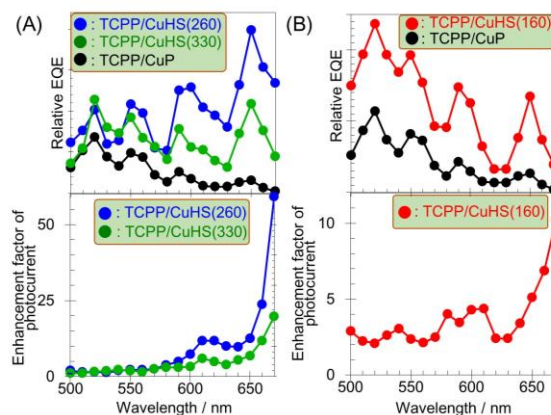 (A)
: TCPP/CuHS(260)
: TCPP/CuHS(330)
: TCPP/CuP
Relative EQE
50
25
0
Enhancement factor of
photocurrent
: TCPP/CuHS(260)
: TCPP/CuHS(330)
500
550
600
650
Wavelength / nm
(B)
: TCPP/CuHS(160)
: TCPP/CuP
Relative EQE
10
5
0
Enhancement factor of
photocurrent
: TCPP/CuHS(160)
500
550
600
650
Wavelength / nm